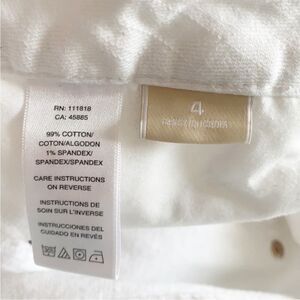 RN: 111818
CA: 45885
99% COTTON/
COTTON/ALGODON
1% SPANDEX/
SPANDEX/SPANDEX
CARE INSTRUCTIONS
ON REVERSE
INSTRUCTIONS DE
SOIN SUR L'INVERSE
INSTRUCCIONES DEL
CUIDADO EN REVÉS
4